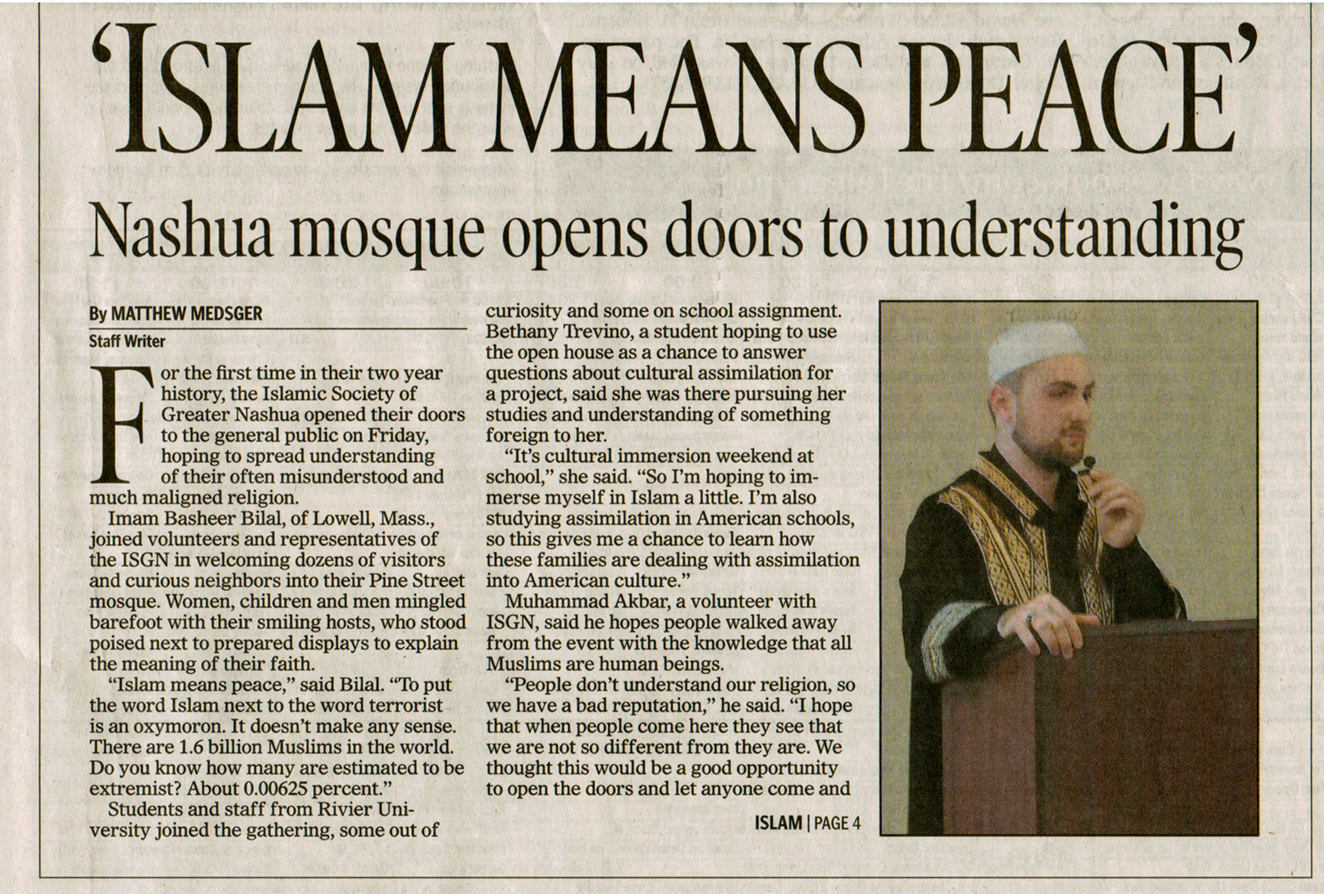 ‘ISLAM MEANS PEACE’
Nashua mosque opens doors to understanding
By MATTHEW MEDSGER
Staff Writer
For the first time in their two year
history, the Islamic Society of
Greater Nashua opened their doors
to the general public on Friday,
hoping to spread understanding
of their often misunderstood and
much maligned religion.
Imam Basheer Bilal, of Lowell, Mass.,
joined volunteers and representatives of
the ISGN in welcoming dozens of visitors
and curious neighbors into their Pine Street
mosque. Women, children and men mingled
barefoot with their smiling hosts, who stood
poised next to prepared displays to explain
the meaning of their faith.
“Islam means peace,” said Bilal. “To put
the word Islam next to the word terrorist
is an oxymoron. It doesn’t make any sense.
There are 1.6 billion Muslims in the world.
Do you know how many are estimated to be
extremist? About 0.00625 percent.”
Students and staff from Rivier Uni-
versity joined the gathering, some out of
curiosity and some on school assignment.
Bethany Trevino, a student hoping to use
the open house as a chance to answer
questions about cultural assimilation for
a project, said she was there pursuing her
studies and understanding of something
foreign to her.
“It’s cultural immersion weekend at
school,” she said. “So I’m hoping to im-
merse myself in Islam a little. I’m also
studying assimilation in American schools,
so this gives me a chance to learn how
these families are dealing with assimilation
into American culture.”
Muhammad Akbar, a volunteer with
ISGN, said he hopes people walked away
from the event with the knowledge that all
Muslims are human beings.
“People don’t understand our religion, so
we have a bad reputation,” he said. “I hope
that when people come here they see that
we are not so different from they are. We
thought this would be a good opportunity
to open the doors and let anyone come and
ISLAM | PAGE 4